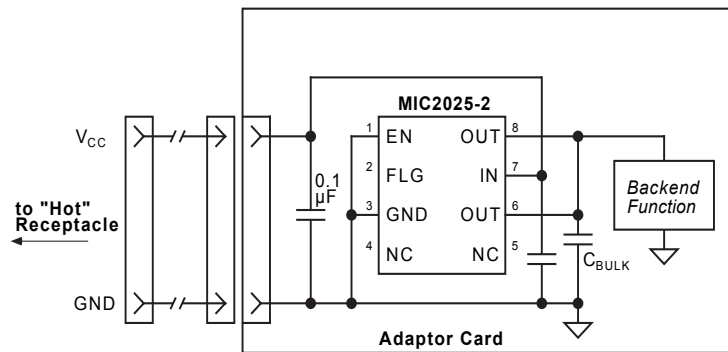 MIC2025-2
V_CC
1 EN OUT 8
2 FLG IN 7
3 GND OUT 6
4 NC NC 5
0.1
µF
to "Hot"
Receptacle
Backend
Function
C_BULK
GND
Adaptor Card